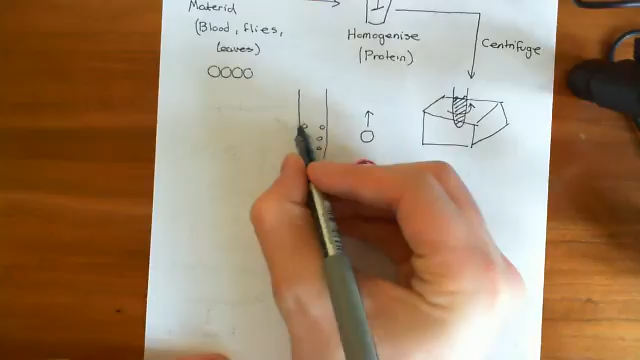 Material
(Blood, flies,
Leaves)
Homogenise
(Protein)
Centrifuge